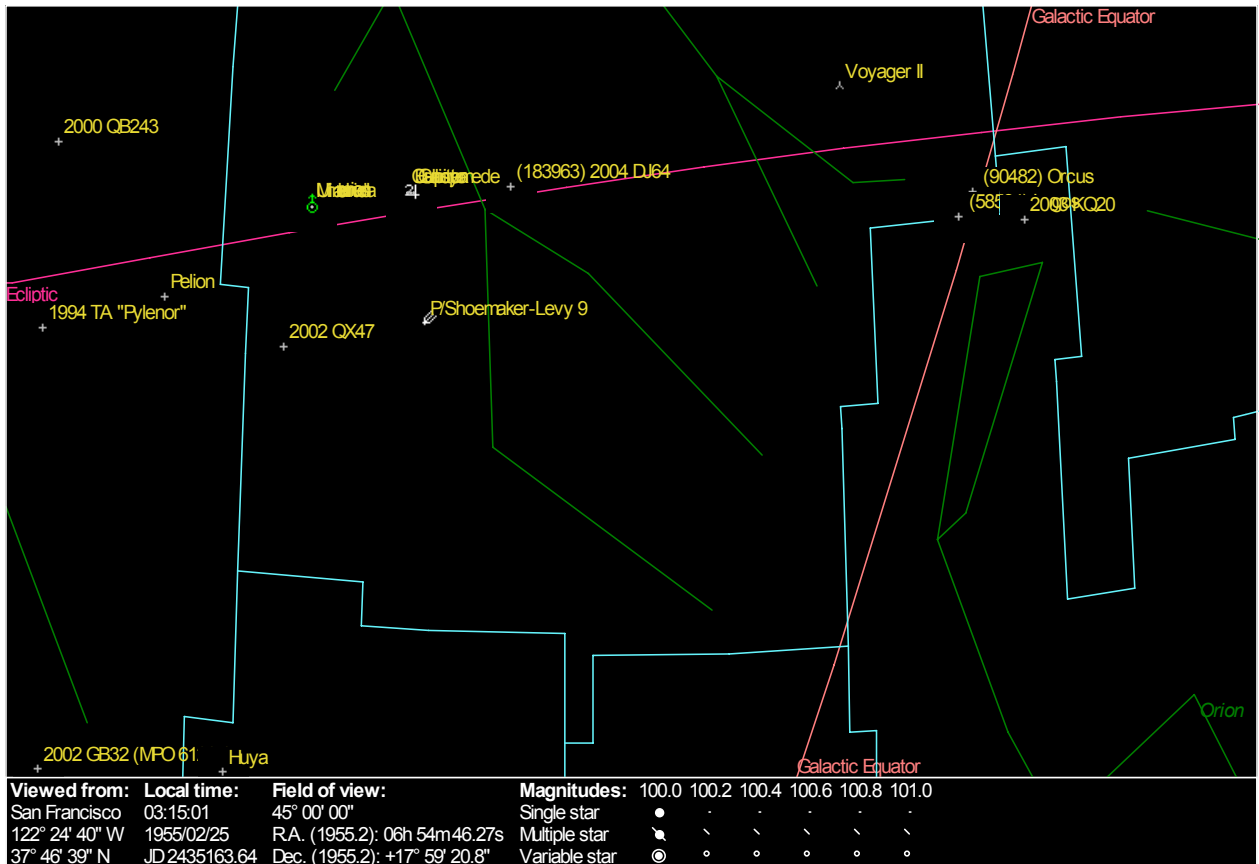 Galactic Equator
Voyager II
2000 QB243
(183963) 2004 DJ64
(90482) Orcus
2003 KQ20
Pelion
Ecliptic
1994 TA "Pylenor"
P/Shoemaker-Levy 9
2002 QX47
Orion
2002 GB32 (MPO 61
Huya
Galactic Equator
Viewed from: Local time: Field of view: Magnitudes: 100.0 100.2 100.4 100.6 100.8 101.0
San Francisco 03:15:01 45° 00' 00" Single star
122° 24' 40" W 1955/02/25 R.A. (1955.2): 06h 54m 46.27s Multiple star
37° 46' 39" N JD 2435163.64 Dec. (1955.2): +17° 59' 20.8" Variable star